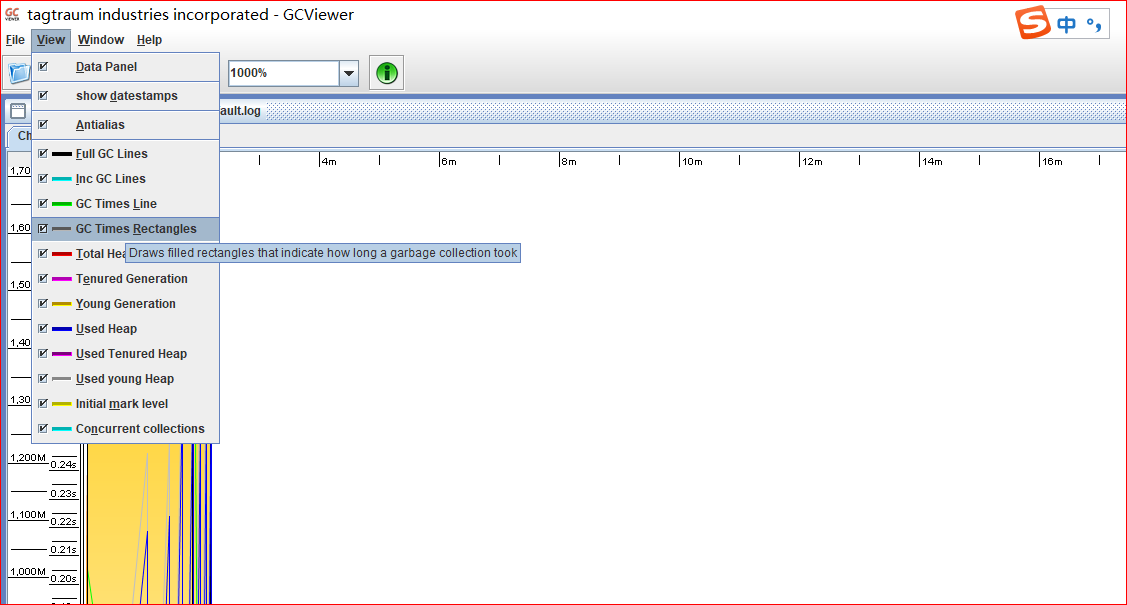 GC
VIEWER
tagtraum industries incorporated - GCViewer
S 中 °,
File View Window Help
Data Panel
1000%
show datestamps
ault.log
Antialias
Ch
Full GC Lines
4m 6m 8m 10m 12m 14m 16m
1,70
Inc GC Lines
GC Times Line
1,60
GC Times Rectangles
Total Hea
Draws filled rectangles that indicate how long a garbage collection took
Tenured Generation
1,50
Young Generation
Used Heap
1,40
Used Tenured Heap
Used young Heap
1,30
Initial mark level
Concurrent collections
1,200M
0.24s
0.23s
1,100M
0.22s
0.21s
1,000M
0.20s